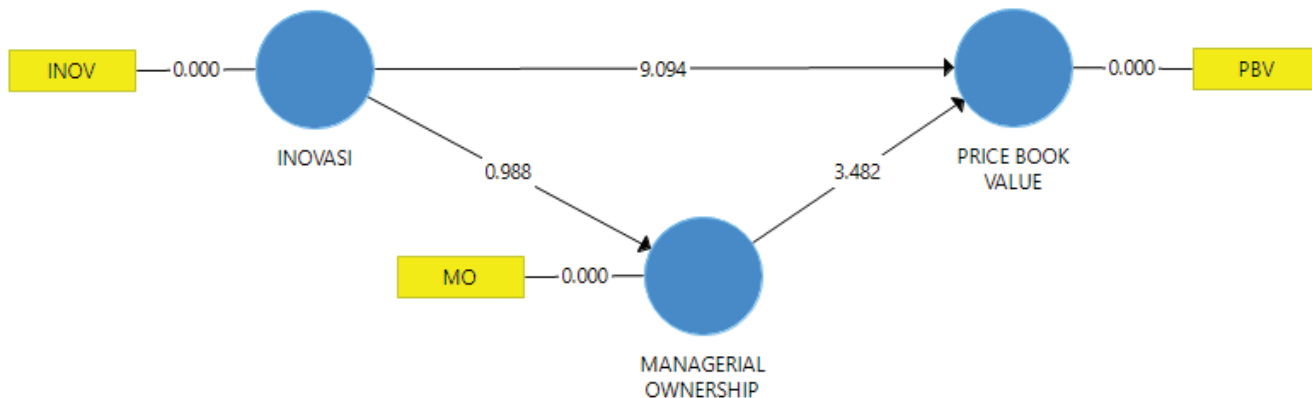 INOV
0.000
9.094
0.000
PBV
INOVASI
PRICE BOOK
VALUE
0.988
3.482
MO
0.000
MANAGERIAL
OWNERSHIP